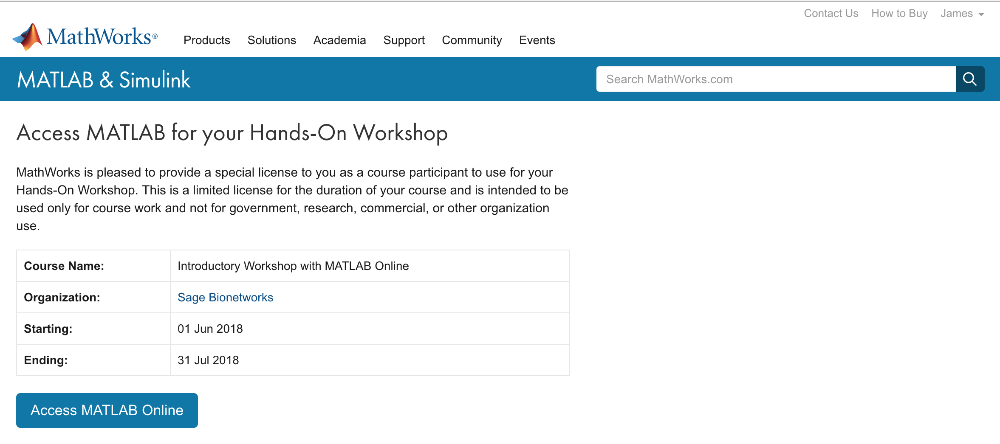 Contact Us How to Buy James
MathWorks®
Products Solutions Academia Support Community Events
MATLAB & Simulink
Search MathWorks.com
Access MATLAB for your Hands-On Workshop
MathWorks is pleased to provide a special license to you as a course participant to use for your
Hands-On Workshop. This is a limited license for the duration of your course and is intended to be
used only for course work and not for government, research, commercial, or other organization
use.
Course Name: Introductory Workshop with MATLAB Online
Organization: Sage Bionetworks
Starting: 01 Jun 2018
Ending: 31 Jul 2018
Access MATLAB Online